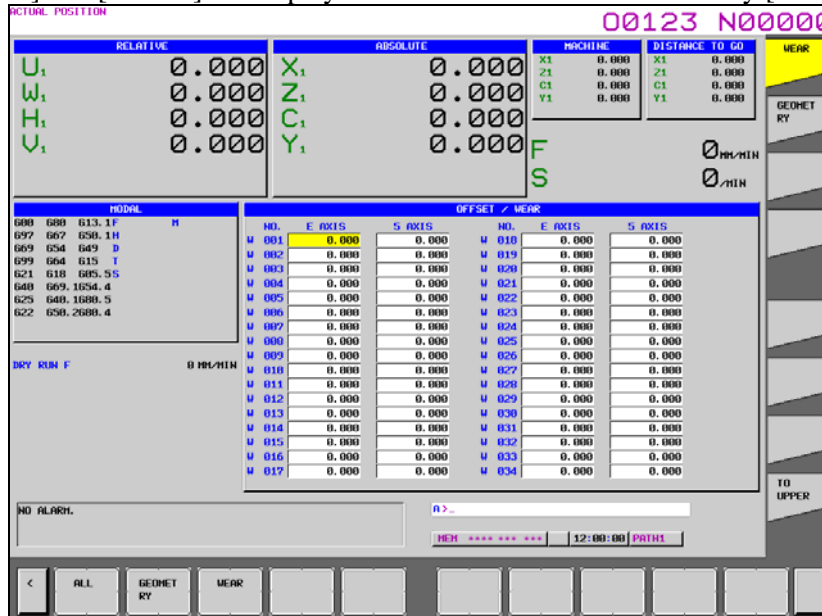 ACTUAL POSITION
O0123 N0000
RELATIVE
U1 0.000
W1 0.000
H1 0.000
V1 0.000
ABSOLUTE
X1 0.000
Z1 0.000
C1 0.000
Y1 0.000
MACHINE
X1 0.000
Z1 0.000
C1 0.000
Y1 0.000
DISTANCE TO GO
X1 0.000
Z1 0.000
C1 0.000
Y1 0.000
F 0 MM/MIN
S 0 /MIN
MODAL
G00 G80 G13.1 F M
G97 G67 G50.1 H
G69 G54 G49 D
G99 G64 G15 T
G21 G18 G05.5 S
G40 G69.1 G54.4
G25 G40.1 G80.5
G22 G50.2 G80.4
DRY RUN F 0 MM/MIN
OFFSET / WEAR
NO. E AXIS S AXIS NO. E AXIS S AXIS
W 001 0.000 0.000 W 018 0.000 0.000
W 002 0.000 0.000 W 019 0.000 0.000
W 003 0.000 0.000 W 020 0.000 0.000
W 004 0.000 0.000 W 021 0.000 0.000
W 005 0.000 0.000 W 022 0.000 0.000
W 006 0.000 0.000 W 023 0.000 0.000
W 007 0.000 0.000 W 024 0.000 0.000
W 008 0.000 0.000 W 025 0.000 0.000
W 009 0.000 0.000 W 026 0.000 0.000
W 010 0.000 0.000 W 027 0.000 0.000
W 011 0.000 0.000 W 028 0.000 0.000
W 012 0.000 0.000 W 029 0.000 0.000
W 013 0.000 0.000 W 030 0.000 0.000
W 014 0.000 0.000 W 031 0.000 0.000
W 015 0.000 0.000 W 032 0.000 0.000
W 016 0.000 0.000 W 033 0.000 0.000
W 017 0.000 0.000 W 034 0.000 0.000
WEAR
GEOMET
RY
TO
UPPER
NO ALARM.
A>_
MEM **** *** *** 12:00:00 PATH1
< ALL GEOMET
RY WEAR